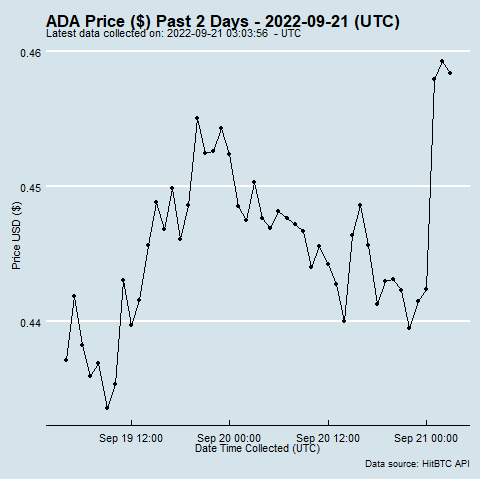 ADA Price ($) Past 2 Days - 2022-09-21 (UTC)
Latest data collected on: 2022-09-21 03:03:56 - UTC
0.46
0.45
0.44
Price USD ($)
Sep 19 12:00 Sep 20 00:00 Sep 20 12:00 Sep 21 00:00
Date Time Collected (UTC)
Data source: HitBTC API